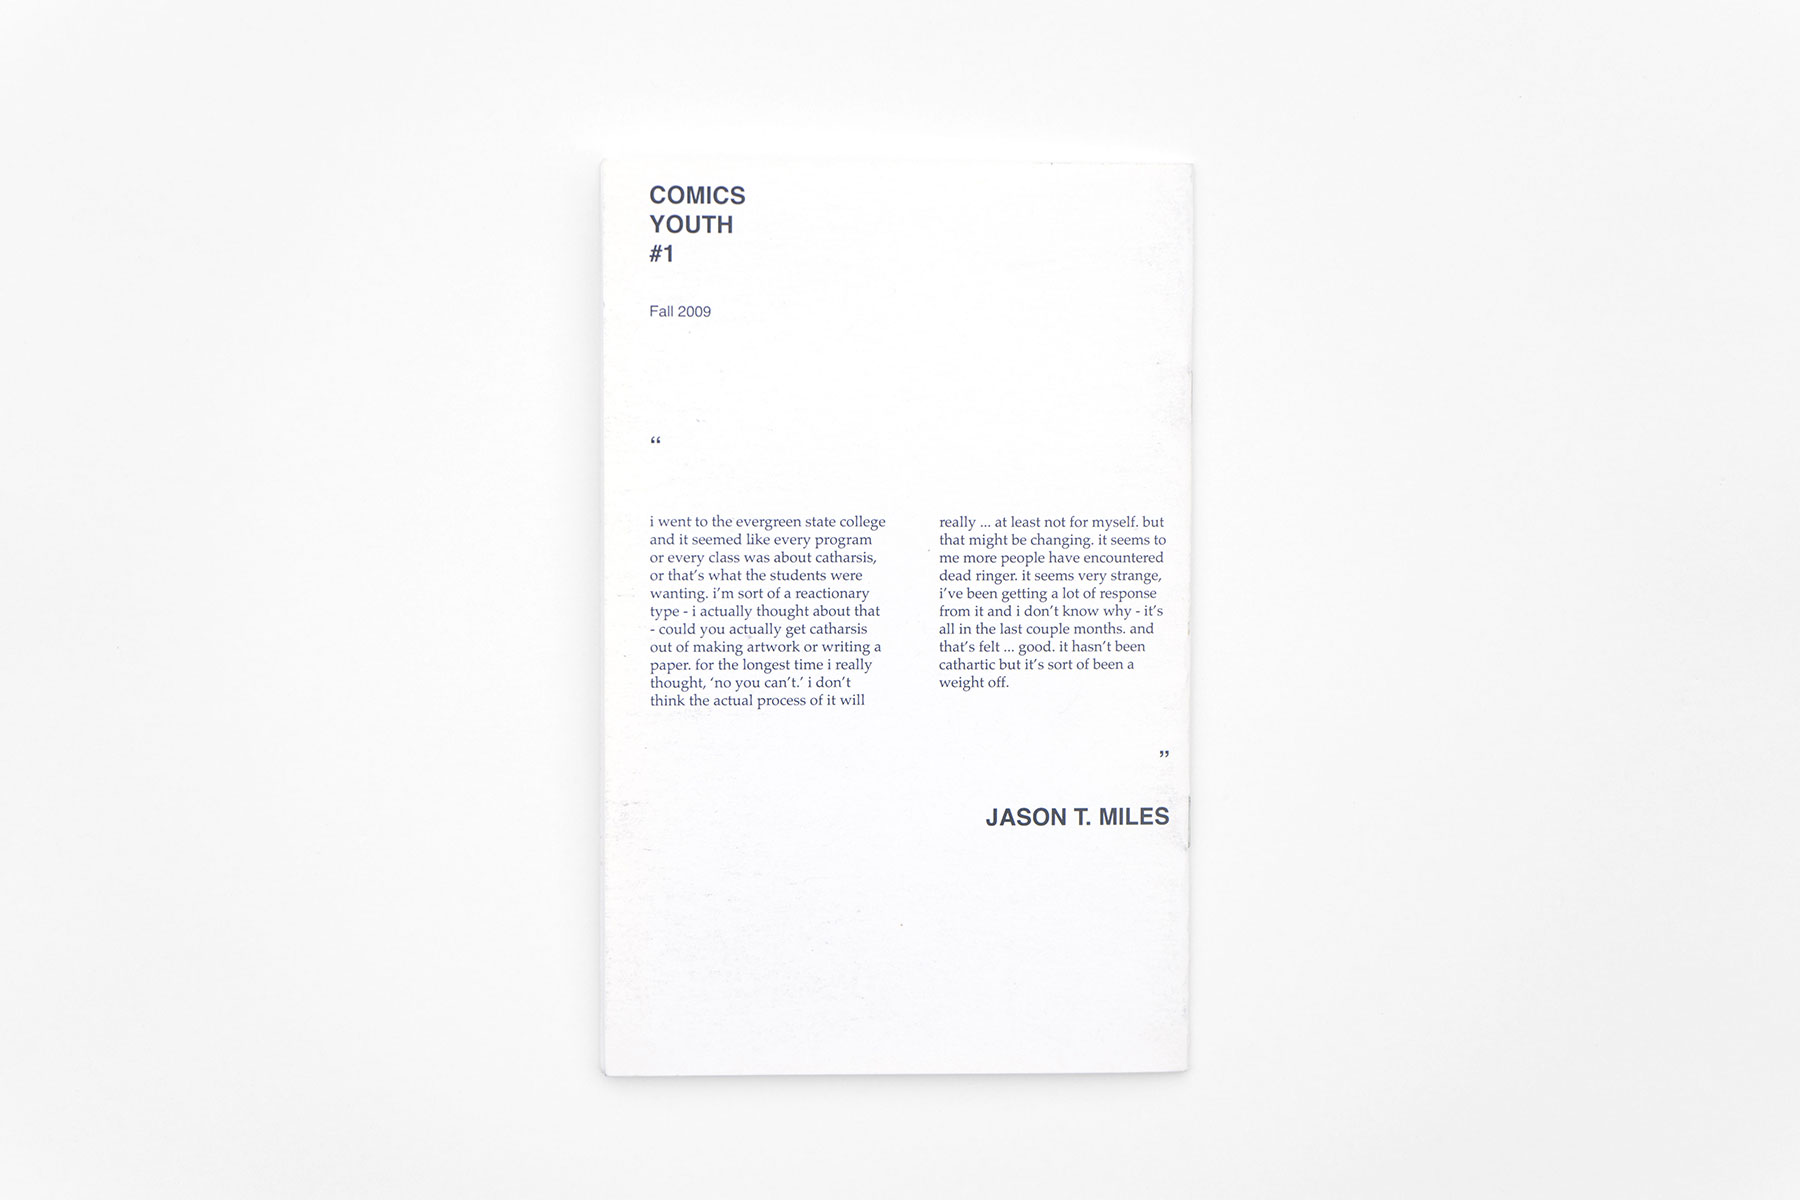 COMICS
YOUTH
#1
Fall 2009
“
i went to the evergreen state college
and it seemed like every program
or every class was about catharsis,
or that’s what the students were
wanting. i’m sort of a reactionary
type - i actually thought about that
- could you actually get catharsis
out of making artwork or writing a
paper. for the longest time i really
thought, ‘no you can’t.’ i don’t
think the actual process of it will
really ... at least not for myself. but
that might be changing. it seems to
me more people have encountered
dead ringer. it seems very strange,
i’ve been getting a lot of response
from it and i don’t know why - it’s
all in the last couple months. and
that’s felt ... good. it hasn’t been
cathartic but it’s sort of been a
weight off.
”
JASON T. MILES